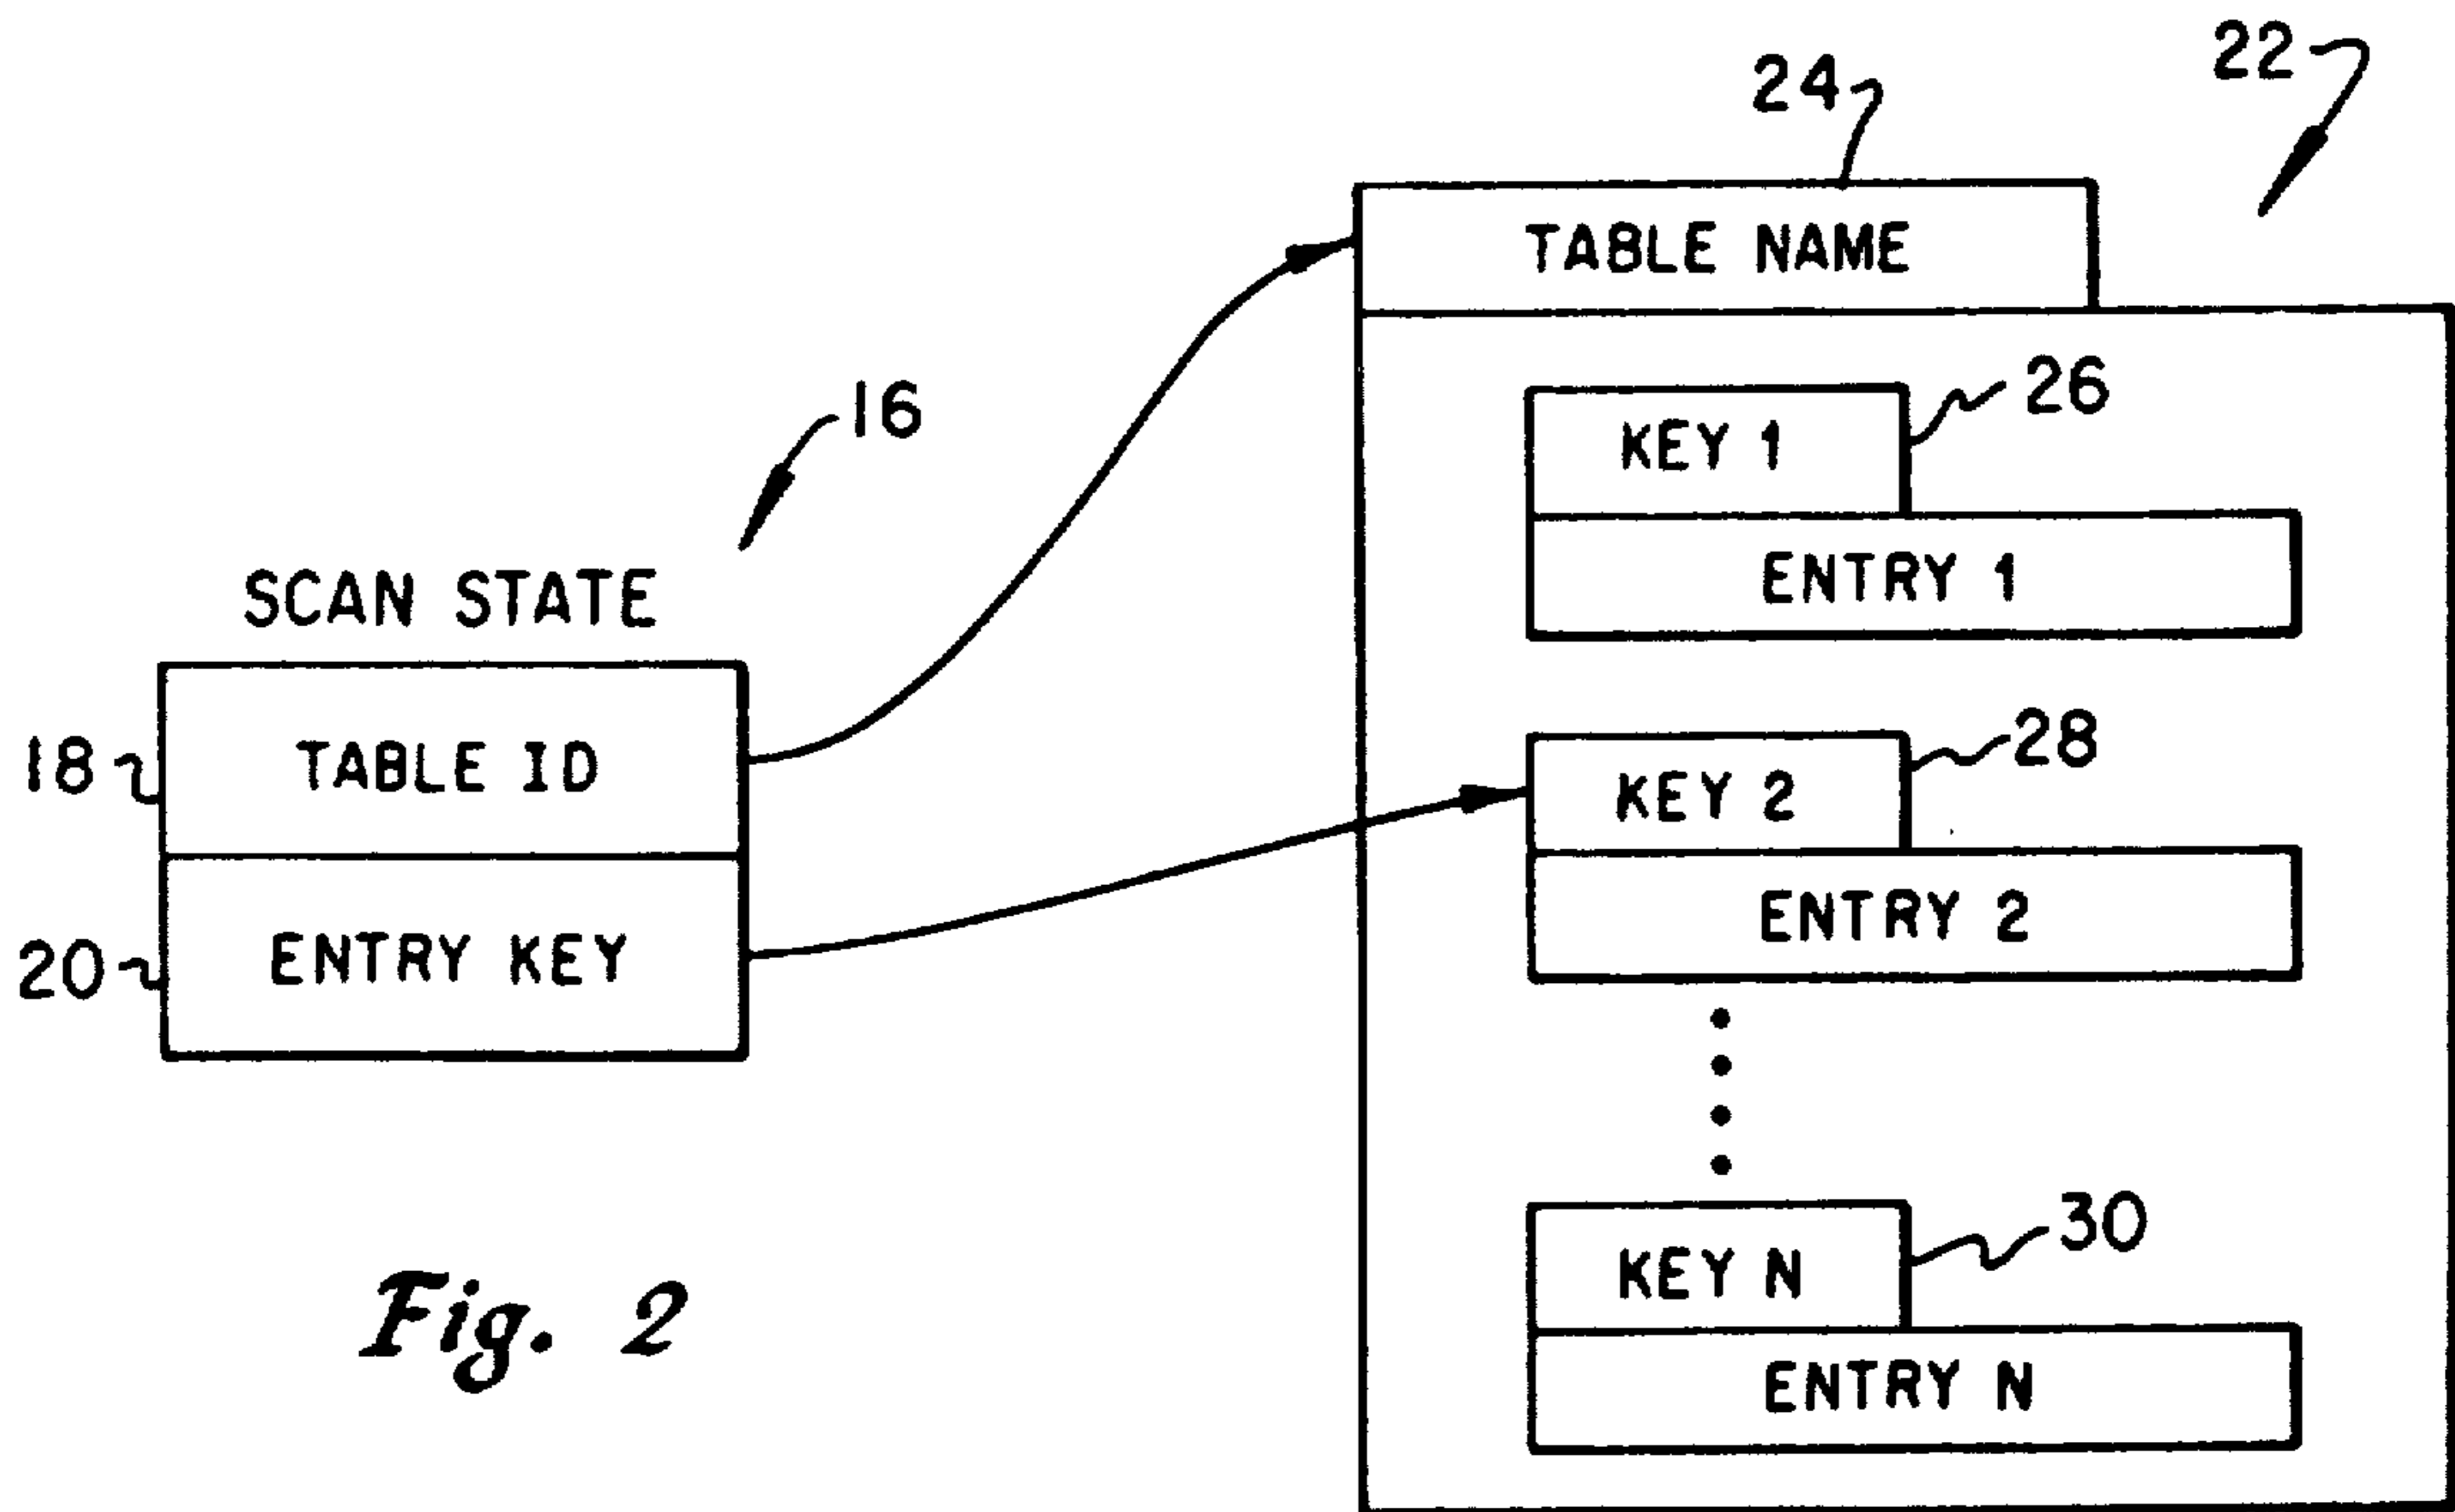 22
24
TABLE NAME
16
KEY 1
26
ENTRY 1
SCAN STATE
18
TABLE ID
20
ENTRY KEY
KEY 2
28
ENTRY 2
KEY N
30
ENTRY N
Fig. 2